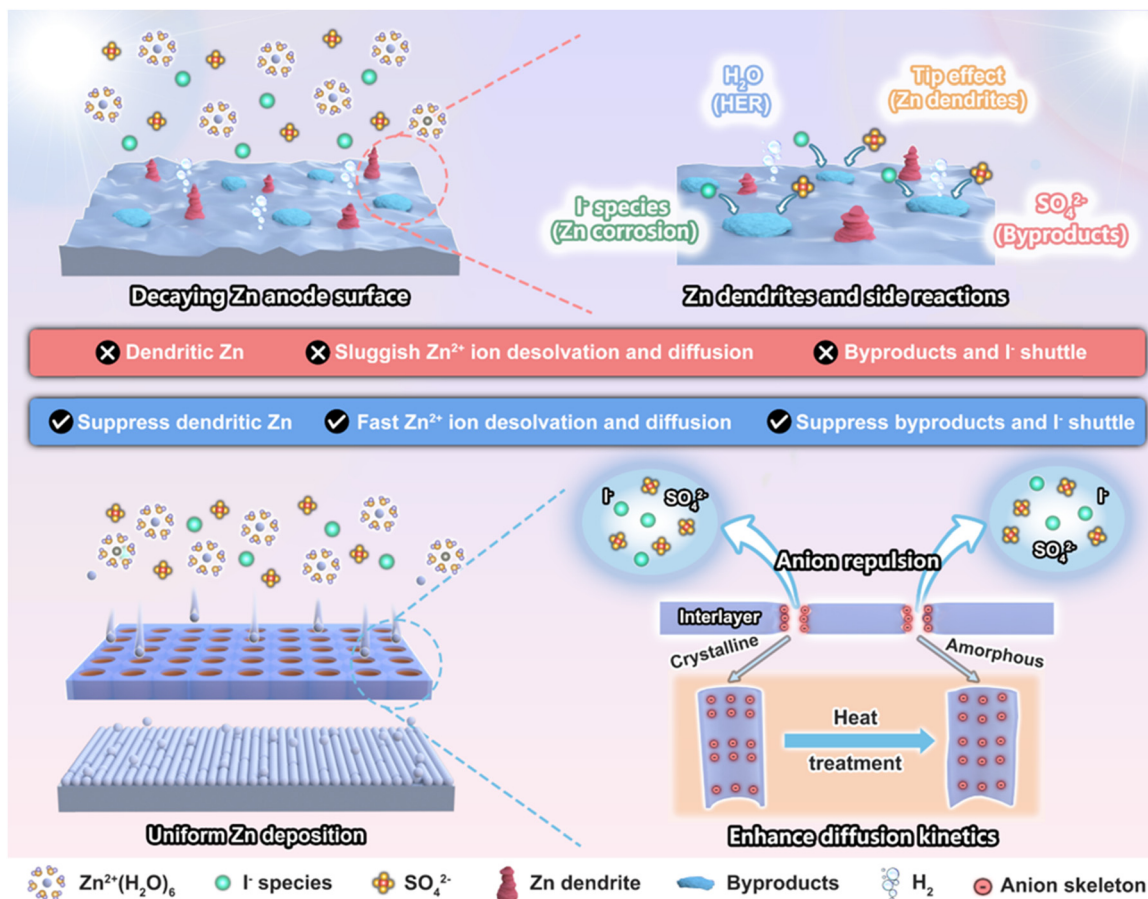 H₂O
(HER)
Tip effect
(Zn dendrites)
I⁻ species
(Zn corrosion)
SO₄²⁻
(Byproducts)
Decaying Zn anode surface
Zn dendrites and side reactions
Dendritic Zn
Sluggish Zn²⁺ ion desolvation and diffusion
Byproducts and I⁻ shuttle
Suppress dendritic Zn
Fast Zn²⁺ ion desolvation and diffusion
Suppress byproducts and I⁻ shuttle
I⁻
SO₄²⁻
I⁻
SO₄²⁻
Anion repulsion
Interlayer
Crystalline
Amorphous
Heat
treatment
Uniform Zn deposition
Enhance diffusion kinetics
Zn²⁺(H₂O)₆
I⁻ species
SO₄²⁻
Zn dendrite
Byproducts
H₂
Anion skeleton